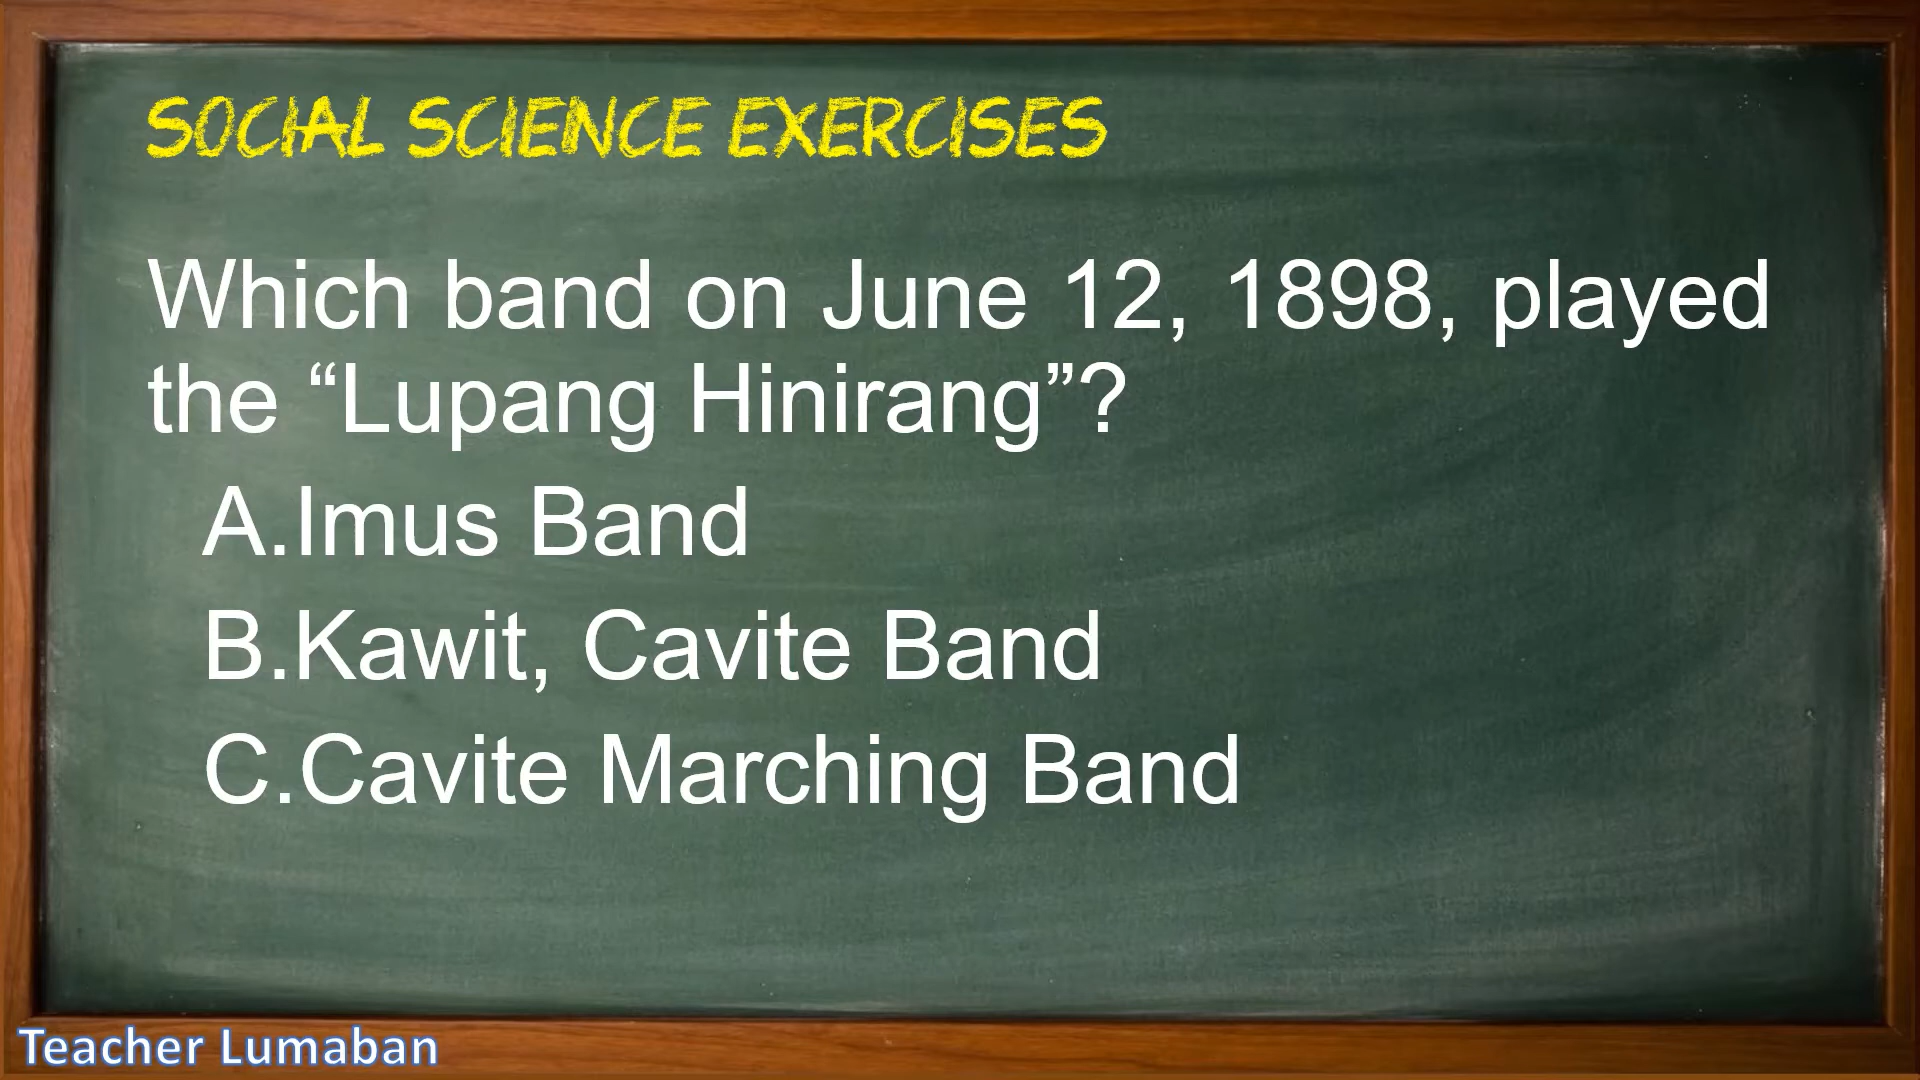 SOCIAL SCIENCE EXERCISES
Which band on June 12, 1898, played
the “Lupang Hinirang”?
A.Imus Band
B.Kawit, Cavite Band
C.Cavite Marching Band
Teacher Lumaban